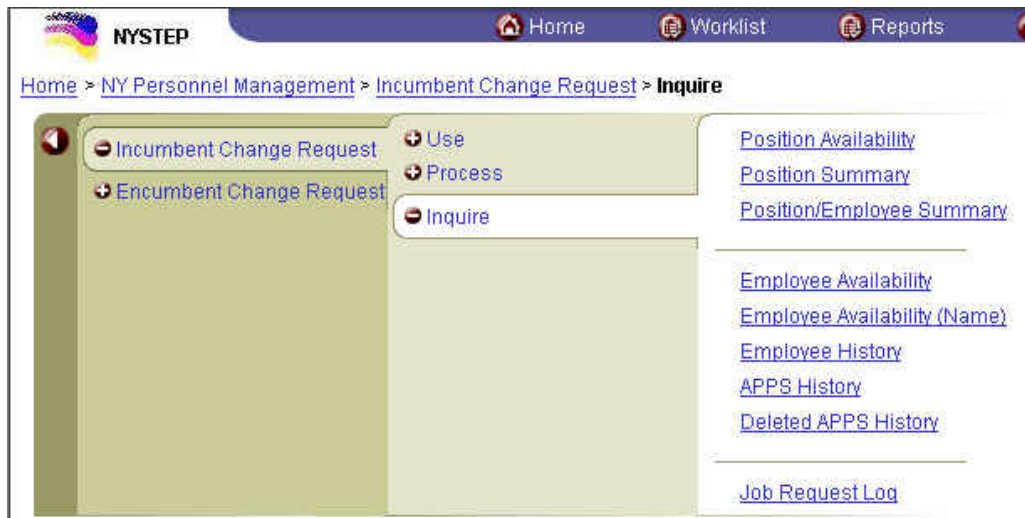 NYSTEP Home Worklist Reports
Home > NY Personnel Management > Incumbent Change Request > Inquire
Incumbent Change Request
Encumbent Change Request
Use
Process
Inquire
Position Availability
Position Summary
Position/Employee Summary
Employee Availability
Employee Availability (Name)
Employee History
APPS History
Deleted APPS History
Job Request Log